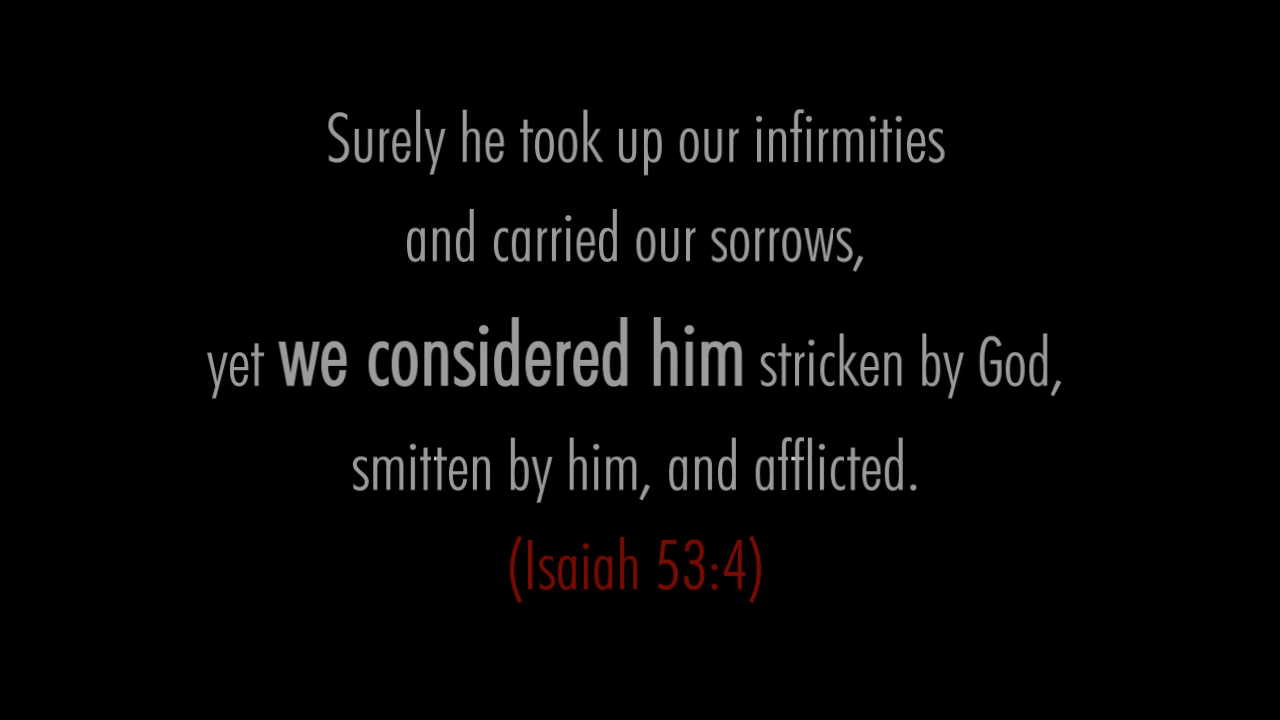 Surely he took up our infirmities
and carried our sorrows,
yet we considered him stricken by God,
smitten by him, and afflicted.
(Isaiah 53:4)